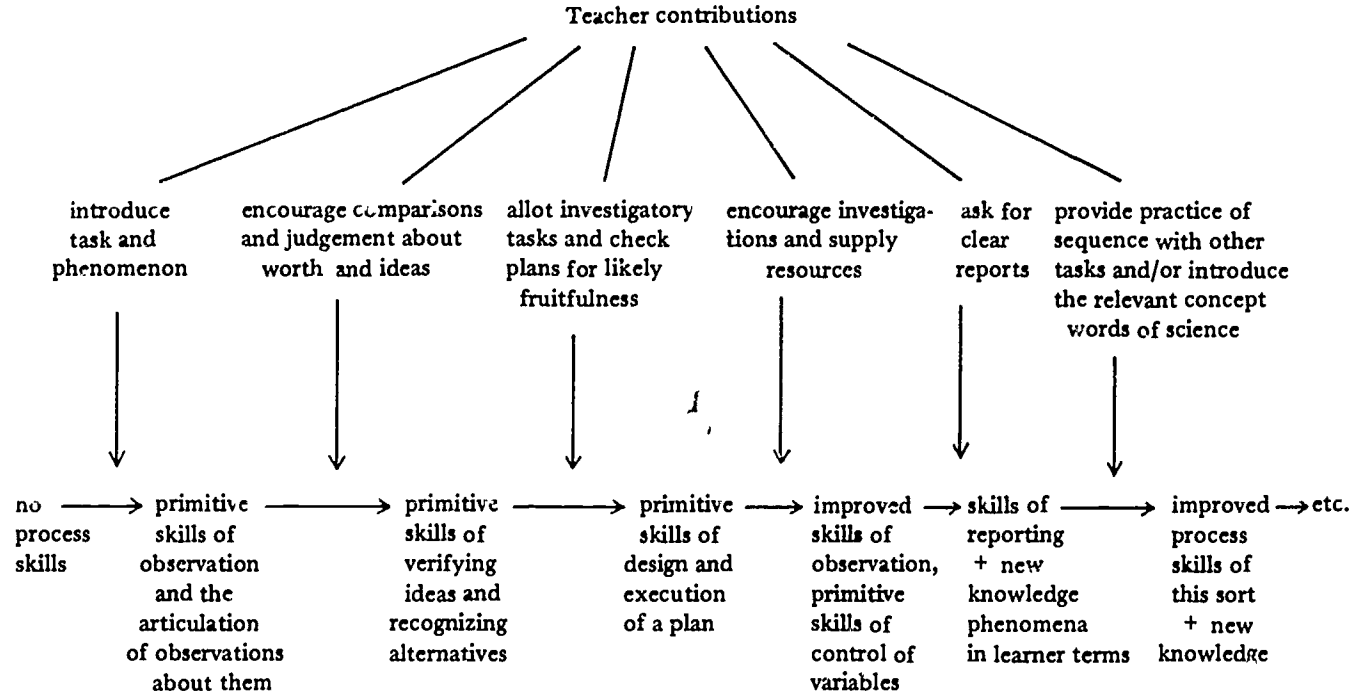 Teacher contributions
introduce
task and
phenomenon
encourage comparisons
and judgement about
worth and ideas
allot investigatory
tasks and check
plans for likely
fruitfulness
encourage investiga-
tions and supply
resources
ask for
clear
reports
provide practice of
sequence with other
tasks and/or introduce
the relevant concept
words of science
no
process
skills
primitive
skills of
observation
and the
articulation
of observations
about them
primitive
skills of
verifying
ideas and
recognizing
alternatives
primitive
skills of
design and
execution
of a plan
improved
skills of
observation,
primitive
skills of
control of
variables
skills of
reporting
+ new
knowledge
phenomena
in learner terms
improved
process
skills of
this sort
+ new
knowledge
etc.